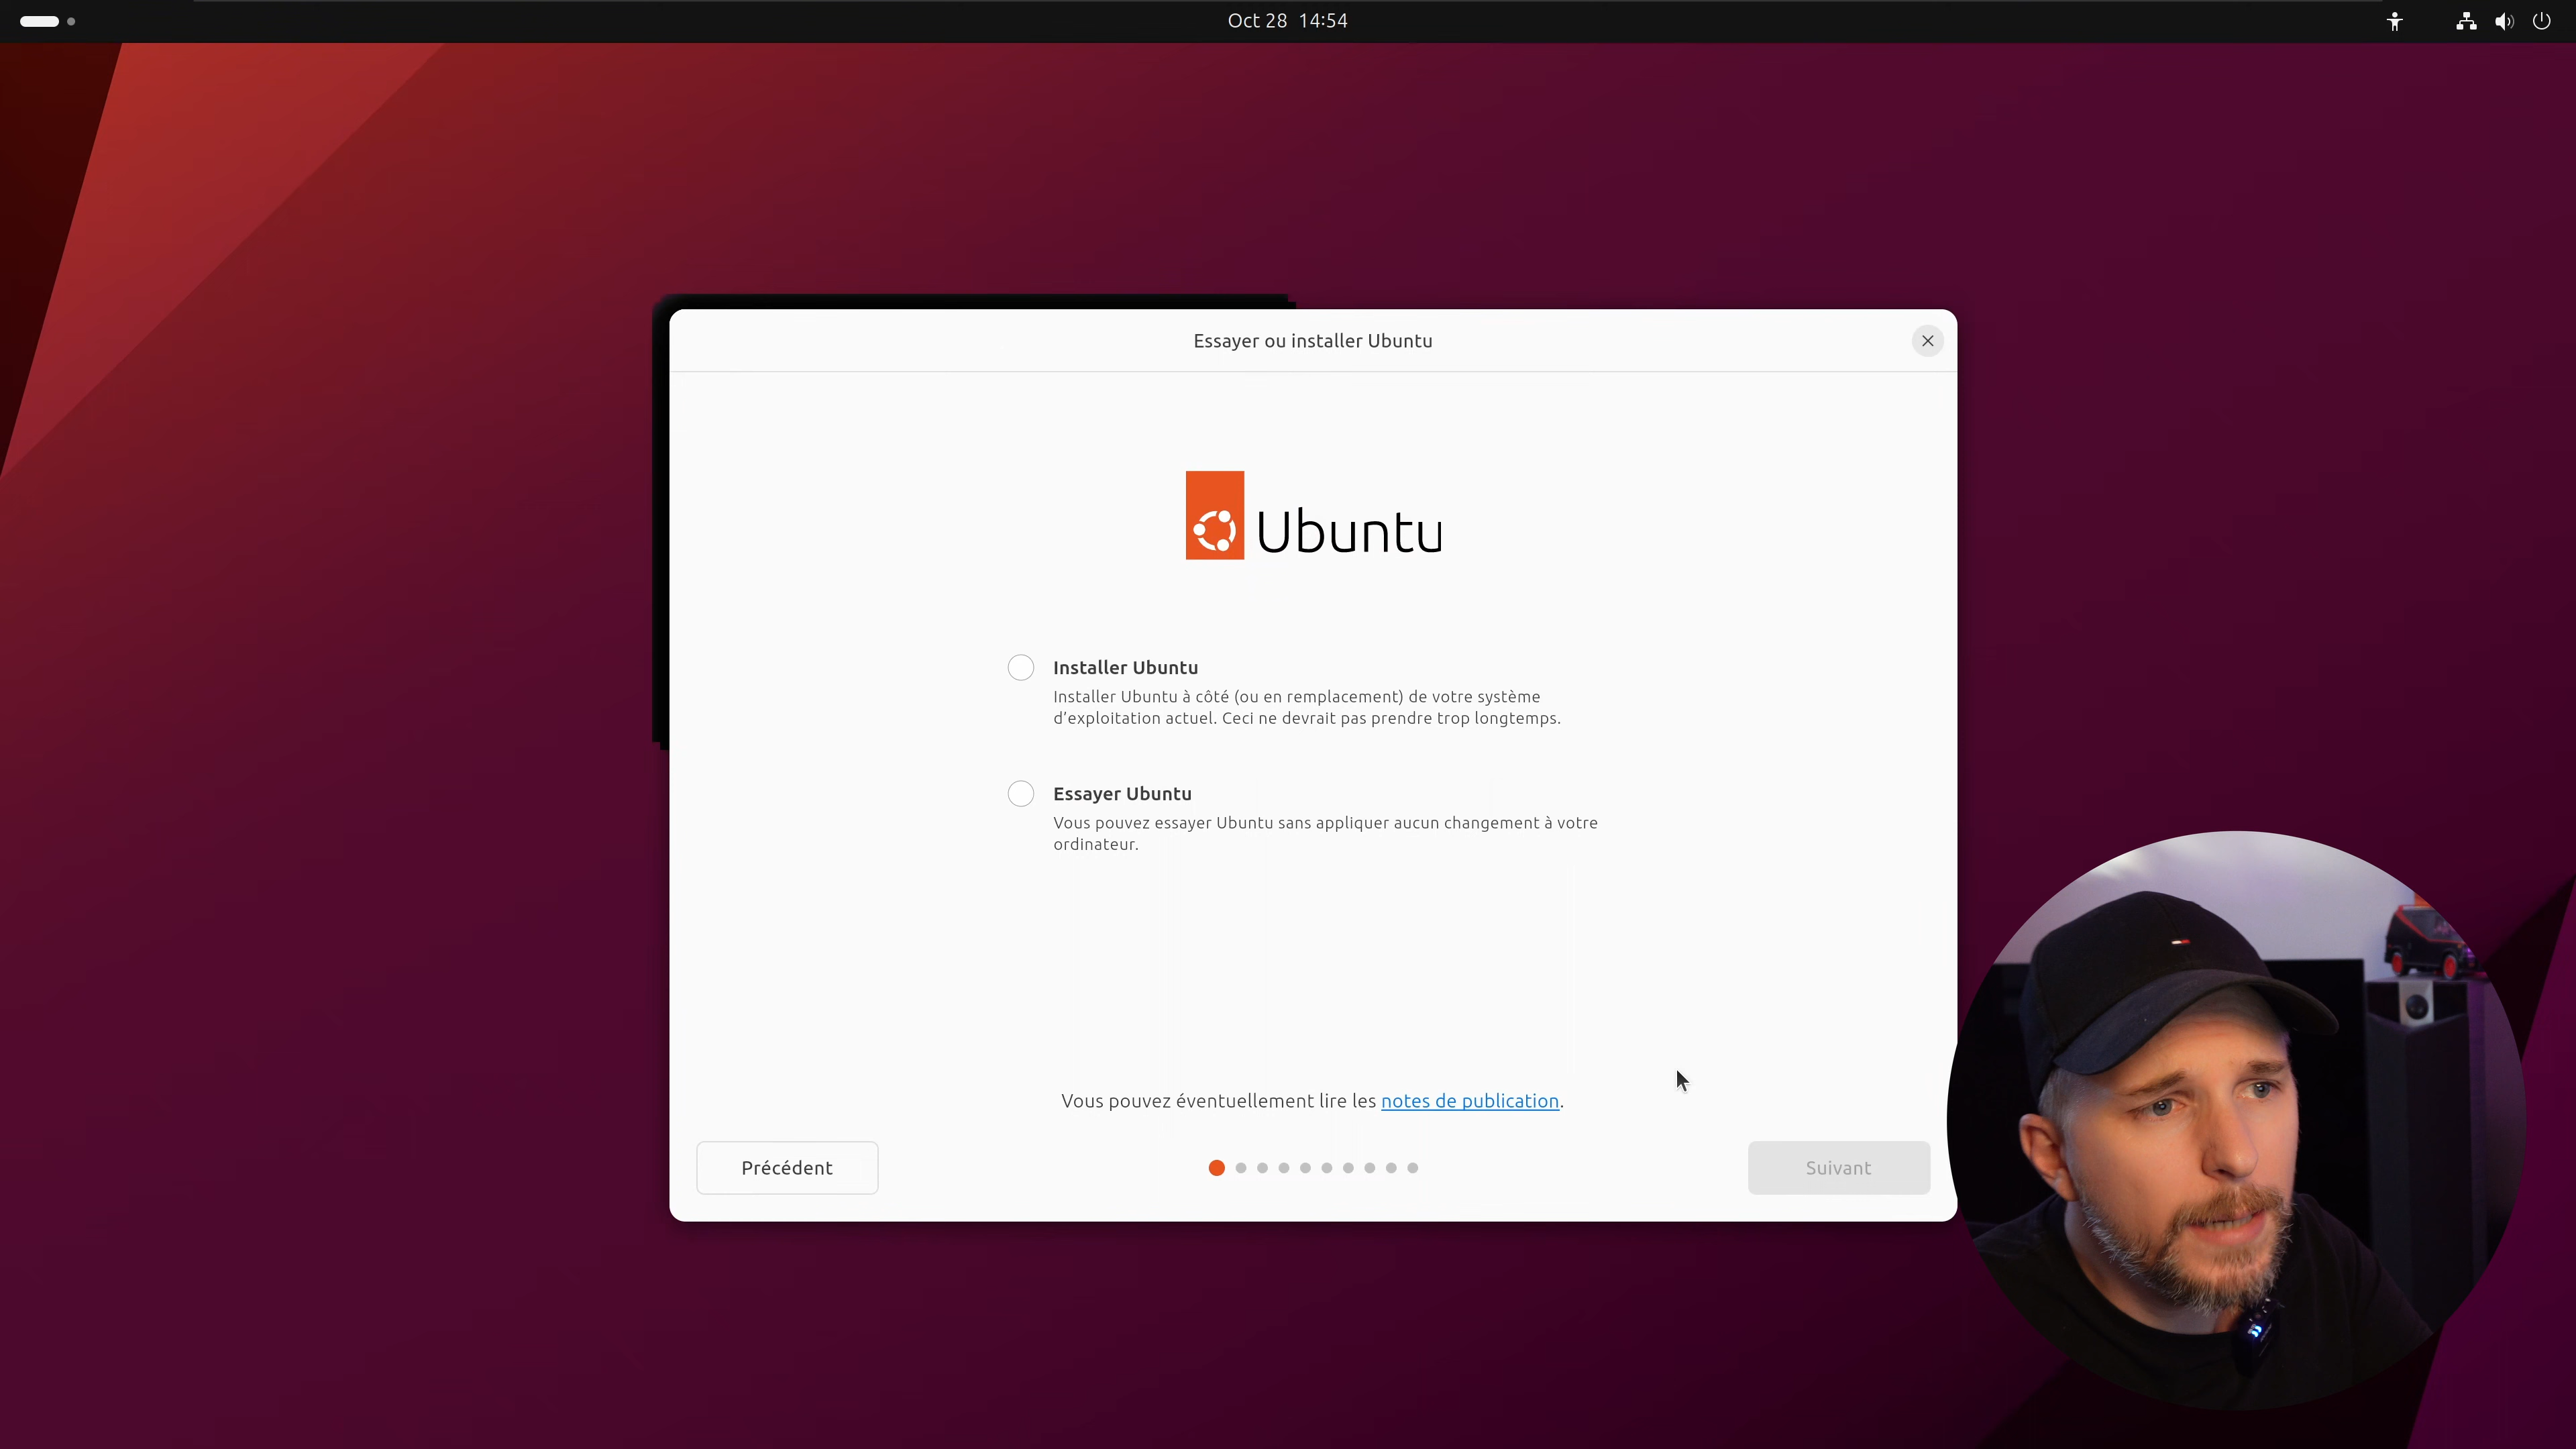 Oct 28 14:54
Essayer ou installer Ubuntu
Ubuntu
Installer Ubuntu
Installer Ubuntu à côté (ou en remplacement) de votre système
d’exploitation actuel. Ceci ne devrait pas prendre trop longtemps.
Essayer Ubuntu
Vous pouvez essayer Ubuntu sans appliquer aucun changement à votre
ordinateur.
Vous pouvez éventuellement lire les notes de publication.
Précédent
Suivant